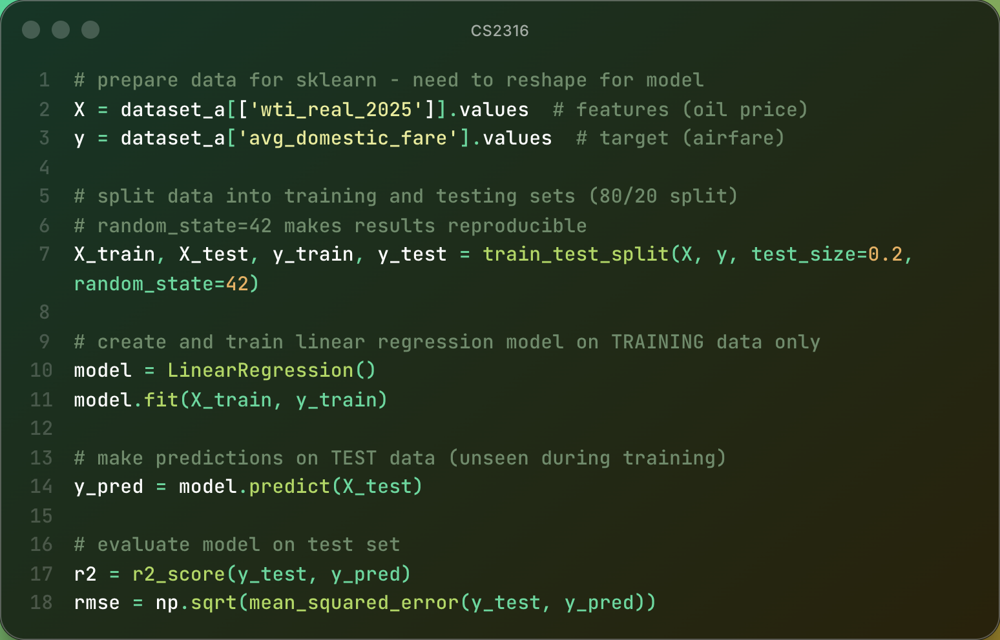 CS2316
1 # prepare data for sklearn - need to reshape for model
2 X = dataset_a[['wti_real_2025']].values  # features (oil price)
3 y = dataset_a['avg_domestic_fare'].values  # target (airfare)
4
5 # split data into training and testing sets (80/20 split)
6 # random_state=42 makes results reproducible
7 X_train, X_test, y_train, y_test = train_test_split(X, y, test_size=0.2,
random_state=42)
8
9 # create and train linear regression model on TRAINING data only
10 model = LinearRegression()
11 model.fit(X_train, y_train)
12
13 # make predictions on TEST data (unseen during training)
14 y_pred = model.predict(X_test)
15
16 # evaluate model on test set
17 r2 = r2_score(y_test, y_pred)
18 rmse = np.sqrt(mean_squared_error(y_test, y_pred))